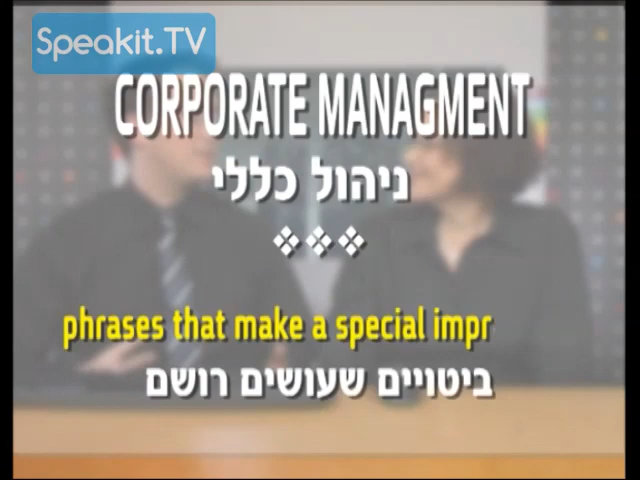 Speakit.TV
CORPORATE MANAGMENT
ניהול כללי
phrases that make a special impr
ביטויים שעושים רושם